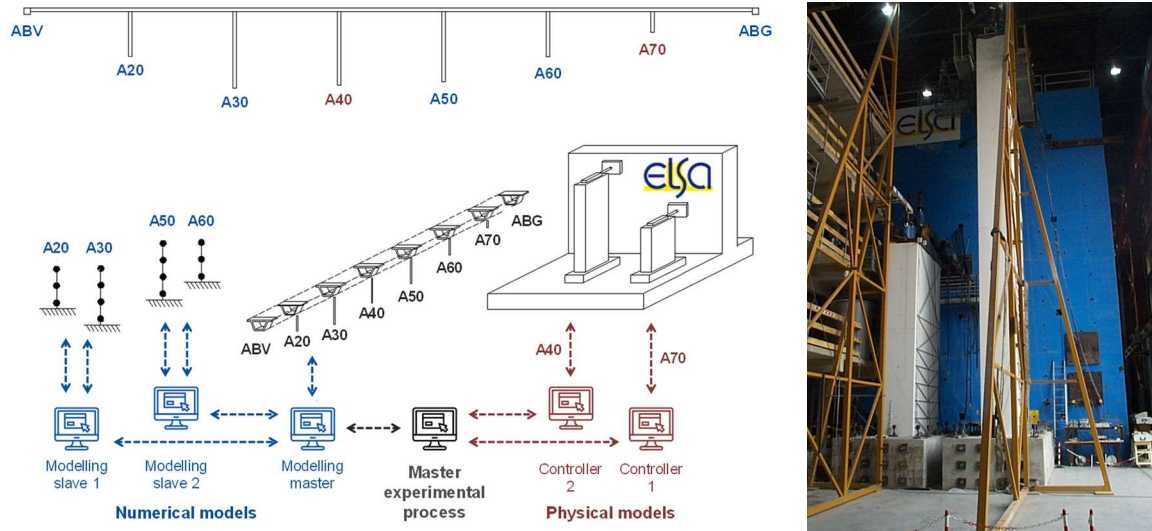 ABV
ABG
A20
A30
A40
A50
A60
A70
ELSA
ELSA
A50 A60
A20 A30
ABG
A70
A60
A50
A40
A30
A20
ABV
A40
A70
Modelling
slave 1
Modelling
slave 2
Modelling
master
Master
experimental
process
Controller
2
Controller
1
Numerical models
Physical models